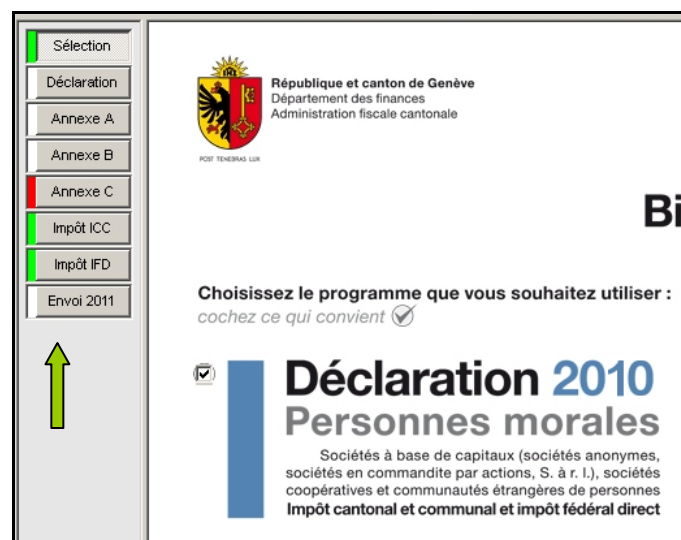 Sélection
Déclaration
Annexe A
Annexe B
Annexe C
Impôt ICC
Impôt IFD
Envoi 2011
République et canton de Genève
Département des finances
Administration fiscale cantonale
POST TENEBRAS LUX
Bi
Choisissez le programme que vous souhaitez utiliser :
cochez ce qui convient
Déclaration 2010
Personnes morales
Sociétés à base de capitaux (sociétés anonymes,
sociétés en commandite par actions, S. à r. l.), sociétés
coopératives et communautés étrangères de personnes
Impôt cantonal et communal et impôt fédéral direct